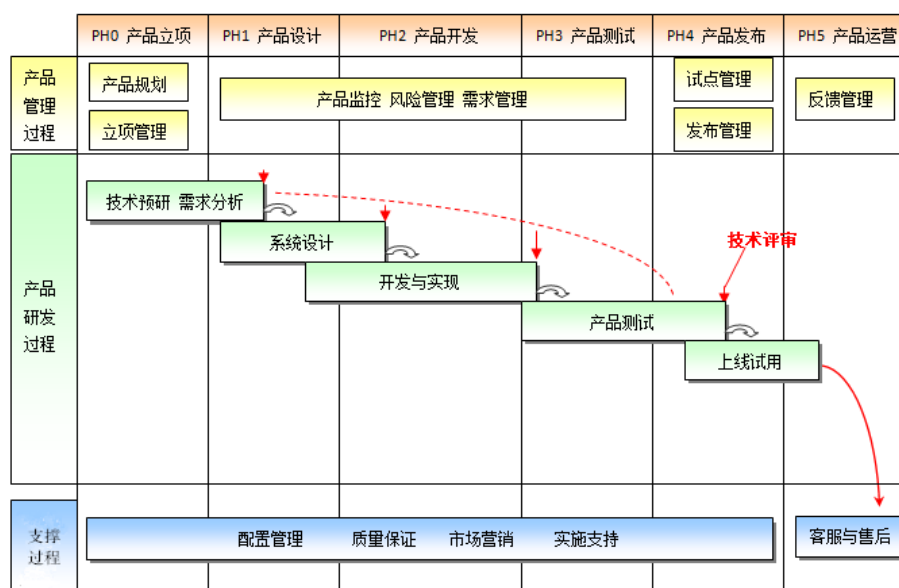 PH0 产品立项
PH1 产品设计
PH2 产品开发
PH3 产品测试
PH4 产品发布
PH5 产品运营
产品
管理
过程
产品规划
立项管理
产品监控 风险管理 需求管理
试点管理
发布管理
反馈管理
产品
研发
过程
技术预研 需求分析
系统设计
开发与实现
产品测试
上线试用
技术评审
支撑
过程
配置管理 质量保证 市场营销 实施支持
客服与售后